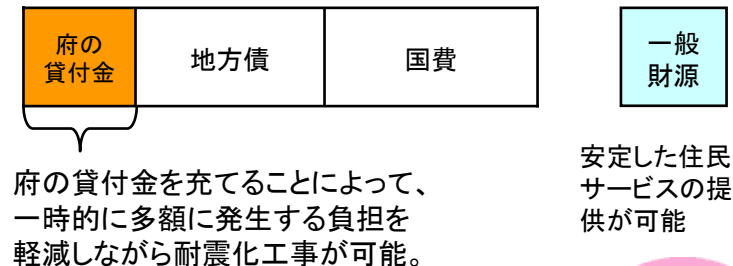 府の
貸付金
地方債
国費
一般
財源
府の貸付金を充てることによって、
一時的に多額に発生する負担を
軽減しながら耐震化工事が可能。
安定した住民
サービスの提
供が可能